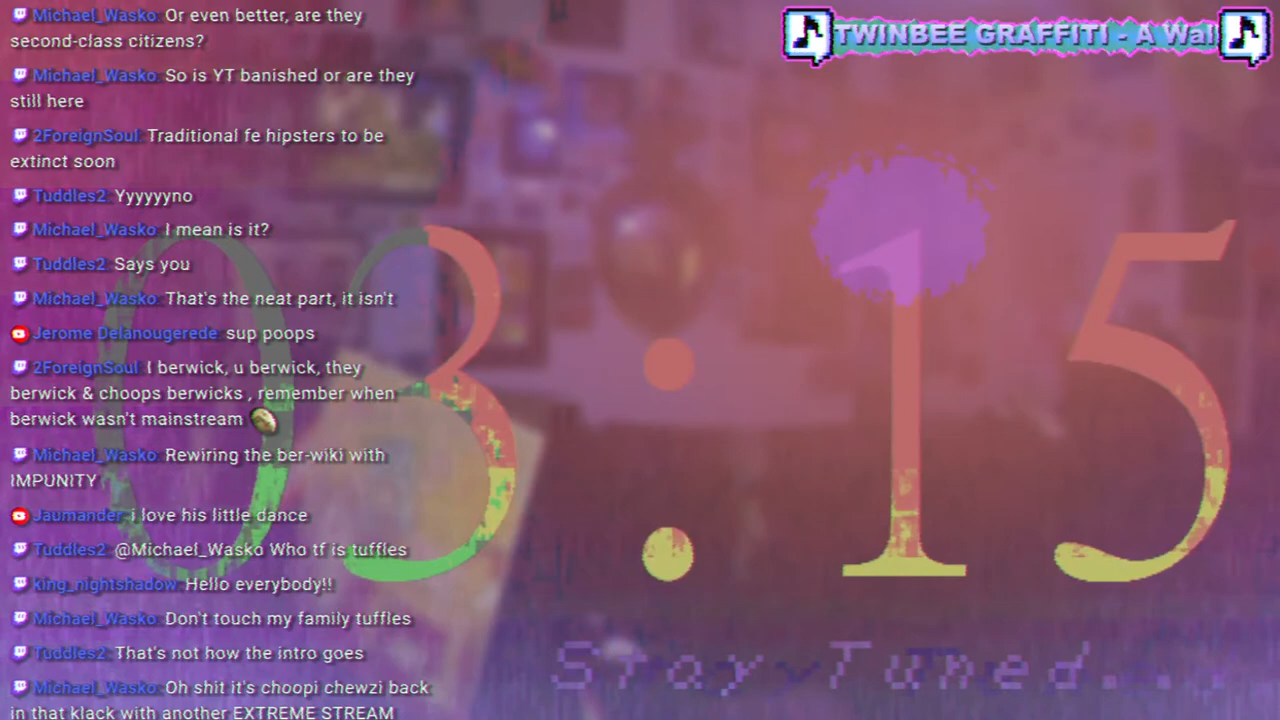 Michael_Wasko: Or even better, are they
second-class citizens?
Michael_Wasko: So is YT banished or are they
still here
2ForeignSoul: Traditional fe hipsters to be
extinct soon
Tuddles2: Yyyyyyno
Michael_Wasko: I mean is it?
Tuddles2: Says you
Michael_Wasko: That's the neat part, it isn't
Jerome Delanougerede: sup poops
2ForeignSoul: I berwick, u berwick, they
berwick & choops berwicks , remember when
berwick wasn't mainstream
Michael_Wasko: Rewiring the ber-wiki with
IMPUNITY
Jaumander: i love his little dance
Tuddles2: @Michael_Wasko Who tf is tuffles
king_nightshadow: Hello everybody!!
Michael_Wasko: Don't touch my family tuffles
Tuddles2: That's not how the intro goes
Michael_Wasko: Oh shit it's choopi chewzi back
in that klack with another EXTREME STREAM
TWINBEE GRAFFITI - A Wal
03:15
Stay Tuned...